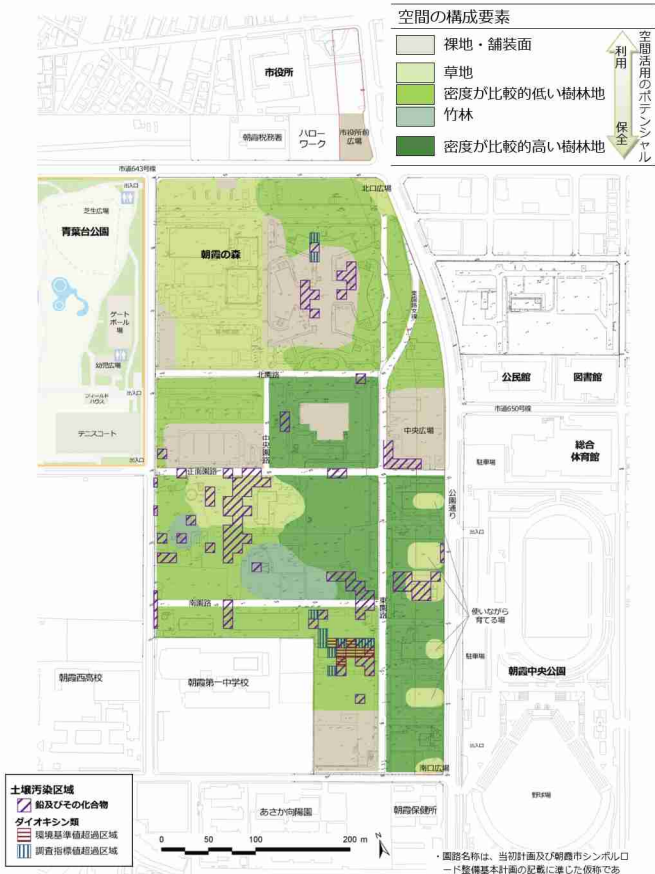 空間の構成要素
裸地・舗装面
草地
密度が比較的低い樹林地
竹林
密度が比較的高い樹林地
利用
保全
空間活用のポテンシャル
市役所
朝霞税務署
ハローワーク
市役所前広場
市道643号線
出入口
芝生広場
青葉台公園
ゲートボール場
幼児広場
出入口
フィールドハウス
テニスコート
出入口
北口広場
朝霞の森
北園路
中央園路
中央広場
正面園路
公園通り
南園路
東園路
公民館
図書館
市道650号線
総合体育館
駐車場
出入口
使いながら育てる場
駐車場
朝霞中央公園
出入口
野球場
南口広場
朝霞西高校
朝霞第一中学校
あさか向陽園
朝霞保健所
土壌汚染区域
鉛及びその化合物
ダイオキシン類
環境基準値超過区域
調査指標値超過区域
0 50 100 200 m
N
・園路名称は、当初計画及び朝霞市シンボルロ
ード整備基本計画の記載に準じた仮称であ